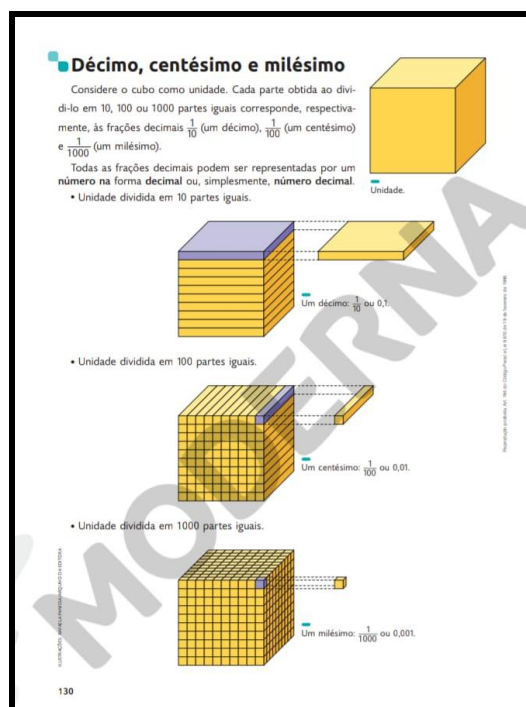 Décimo, centésimo e milésimo
Considere o cubo como unidade. Cada parte obtida ao divi-
di-lo em 10, 100 ou 1000 partes iguais corresponde, respectiva-
mente, às frações decimais 1/10 (um décimo), 1/100 (um centésimo)
e 1/1000 (um milésimo).
Todas as frações decimais podem ser representadas por um
número na forma decimal ou, simplesmente, número decimal.
Unidade.
• Unidade dividida em 10 partes iguais.
Um décimo: 1/10 ou 0,1.
• Unidade dividida em 100 partes iguais.
Um centésimo: 1/100 ou 0,01.
• Unidade dividida em 1000 partes iguais.
Um milésimo: 1/1000 ou 0,001.
130
MODERNA